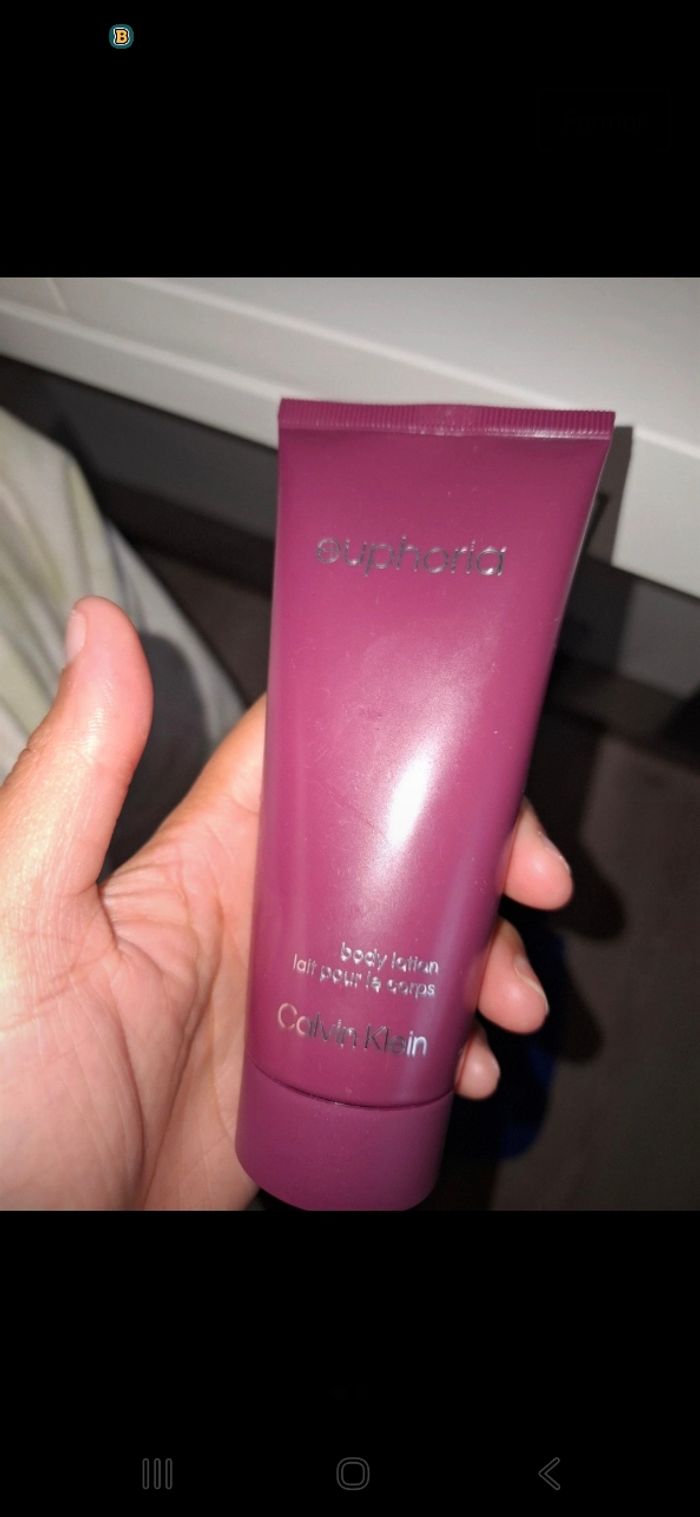 euphoria
body lotion
lait pour le corps
Calvin Klein